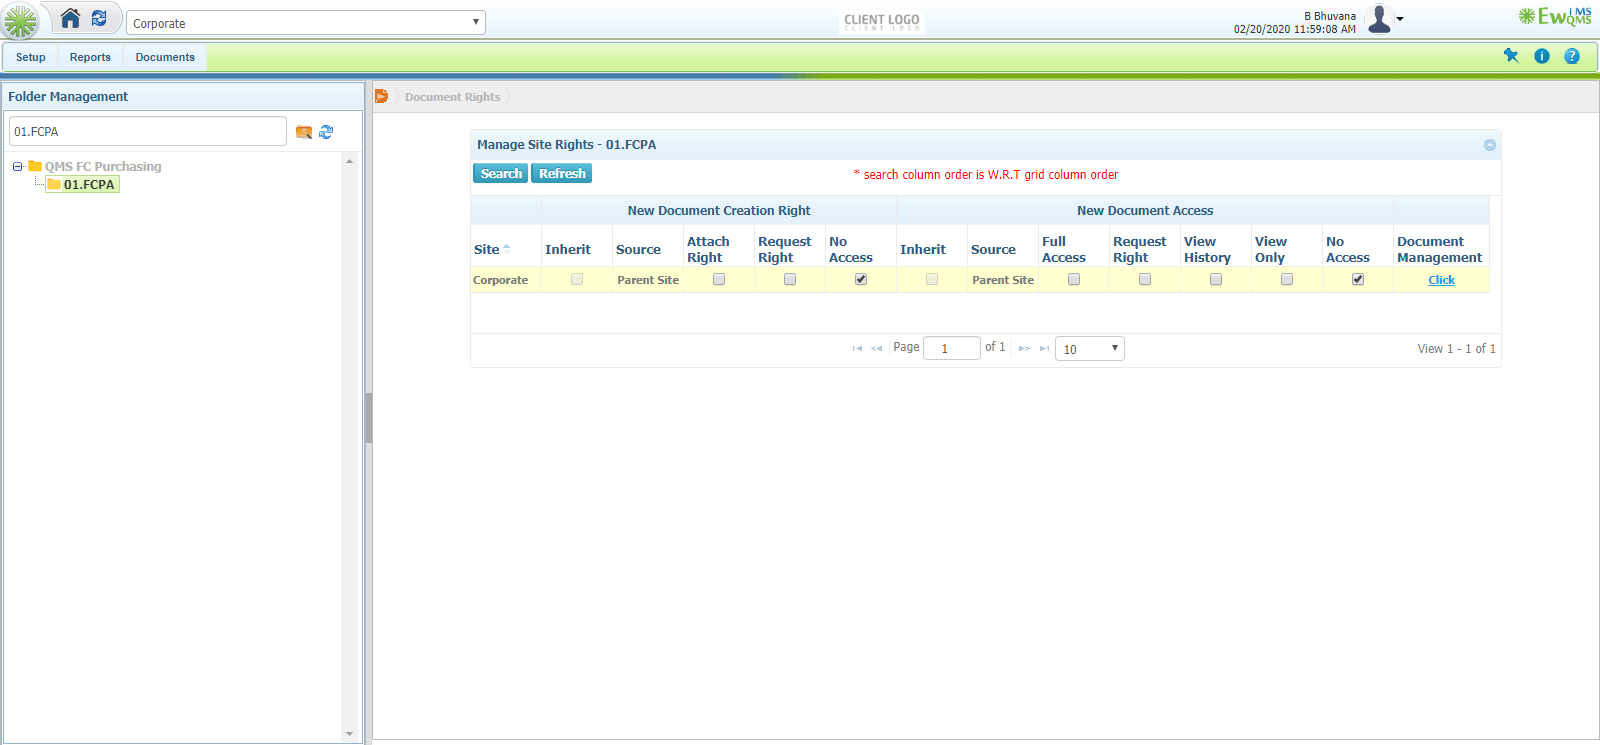 Corporate
CLIENT LOGO
CLIENT LOGO
B Bhuvana
02/20/2020 11:59:08 AM
EwQMS
IMS
Setup
Reports
Documents
Folder Management
01.FCPA
QMS FC Purchasing
01.FCPA
Document Rights
Manage Site Rights - 01.FCPA
Search
Refresh
* search column order is W.R.T grid column order
New Document Creation Right
New Document Access
Site
Inherit
Source
Attach
Right
Request
Right
No
Access
Inherit
Source
Full
Access
Request
Right
View
History
View
Only
No
Access
Document
Management
Corporate
Parent Site
Parent Site
Click
Page
1
of 1
10
View 1 - 1 of 1